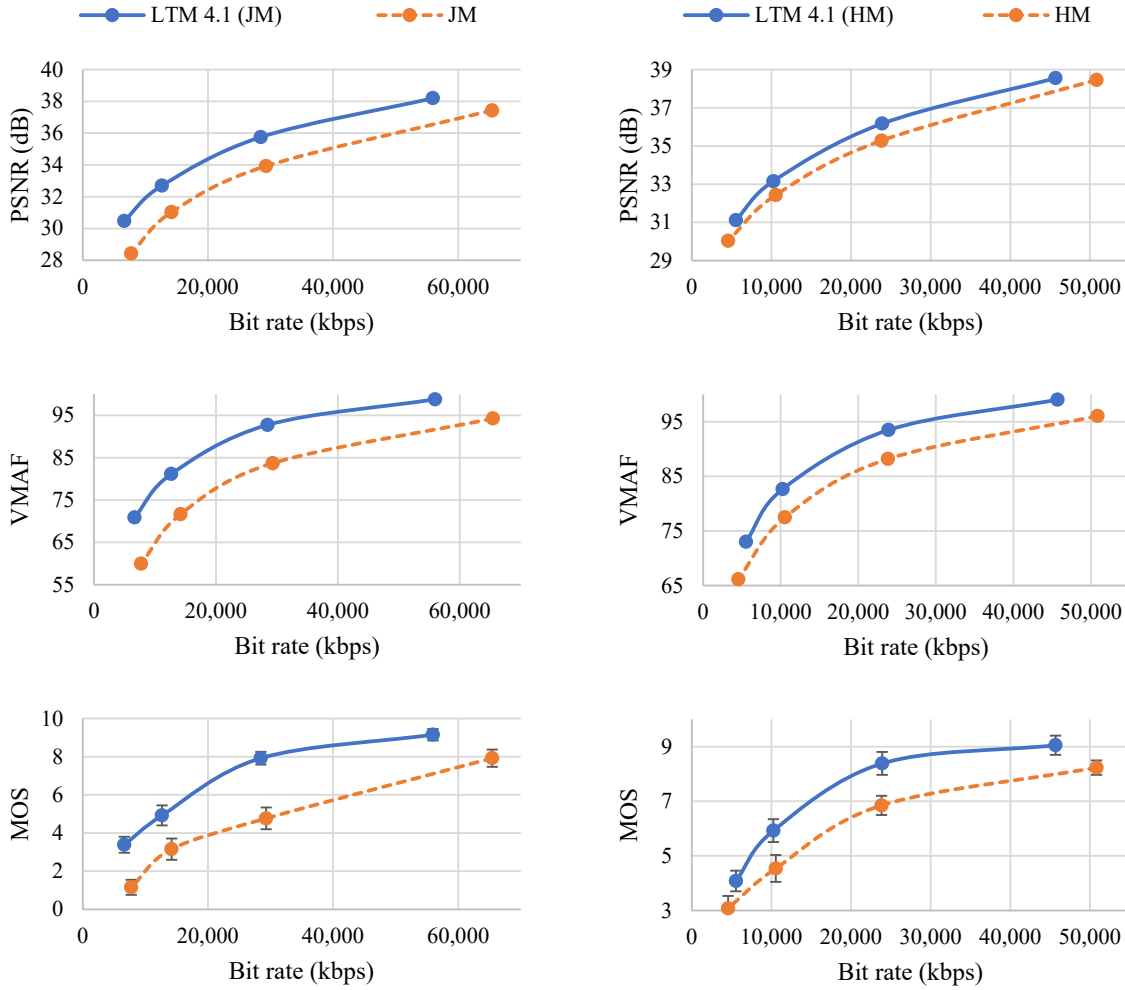 LTM 4.1 (JM) JM
LTM 4.1 (HM) HM
PSNR (dB)
40
38
36
34
32
30
28
0 20,000 40,000 60,000
Bit rate (kbps)
PSNR (dB)
39
37
35
33
31
29
0 10,000 20,000 30,000 40,000 50,000
Bit rate (kbps)
VMAF
95
85
75
65
55
0 20,000 40,000 60,000
Bit rate (kbps)
VMAF
95
85
75
65
0 10,000 20,000 30,000 40,000 50,000
Bit rate (kbps)
MOS
10
8
6
4
2
0
0 20,000 40,000 60,000
Bit rate (kbps)
MOS
9
7
5
3
0 10,000 20,000 30,000 40,000 50,000
Bit rate (kbps)